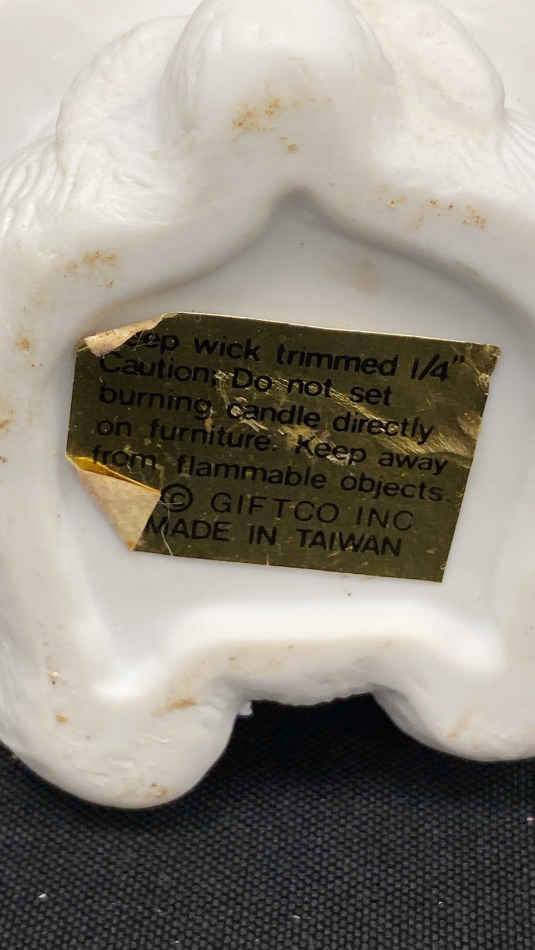 eep wick trimmed 1/4"
Caution: Do not set
burning candle directly
on furniture. Keep away
from flammable objects.
© GIFTCO INC
MADE IN TAIWAN